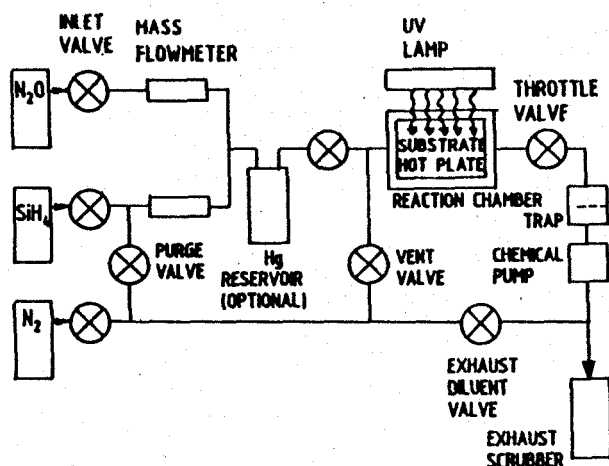 INLET
VALVE
MASS
FLOWMETER
UV
LAMP
THROTTLE
VALVE
N₂O
SUBSTRATE
HOT PLATE
REACTION CHAMBER
TRAP
SiH₄
PURGE
VALVE
Hg
RESERVOIR
(OPTIONAL)
VENT
VALVE
CHEMICAL
PUMP
N₂
EXHAUST
DILUENT
VALVE
EXHAUST
SCRUBBER